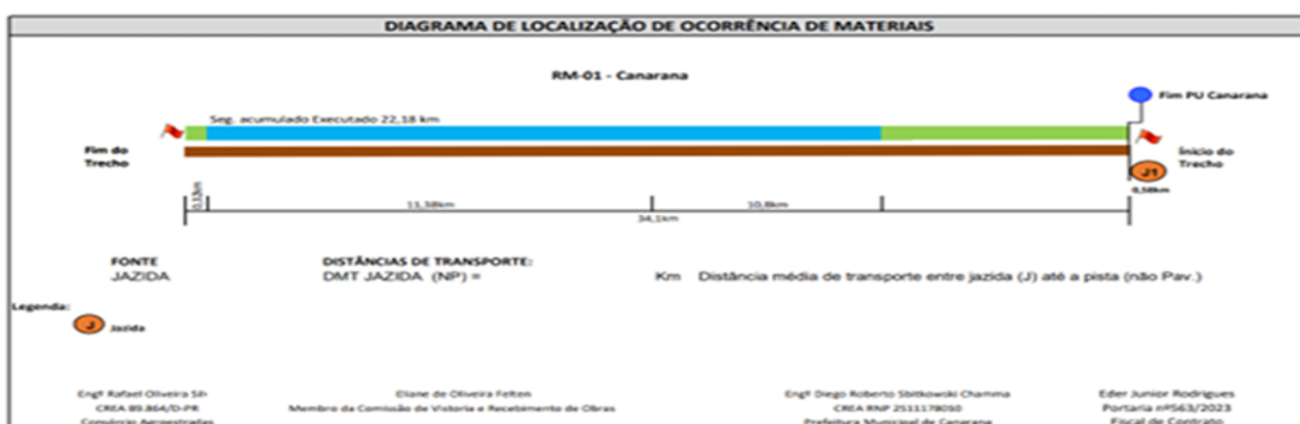 DIAGRAMA DE LOCALIZAÇÃO DE OCORRÊNCIA DE MATERIAIS
RM-01 - Canarana
Fim PU Canarana
Seg. acumulado Executado 22,18 km
Fim do
Trecho
Ínicio do
Trecho
J1
0,58km
11,38km
10,8km
34,1km
FONTE
DISTÂNCIAS DE TRANSPORTE:
JAZIDA
DMT JAZIDA (NP) =
Km
Distância média de transporte entre jazida (J) até a pista (não Pav.)
Legenda:
J
Jazida
Engº Rafael Oliveira
Eliane de Oliveira Felten
Engº Diego Roberto Sbitkowski Chamma
Eder Junior Rodrigues
CREA 89.864/D-PR
Membro da Comissão de Vistoria e Recebimento de Obras
CREA RNP 2511178010
Portaria nº563/2023
Consórcio Agroestradas
Prefeitura Municipal de Canarana
Fiscal de Contrato